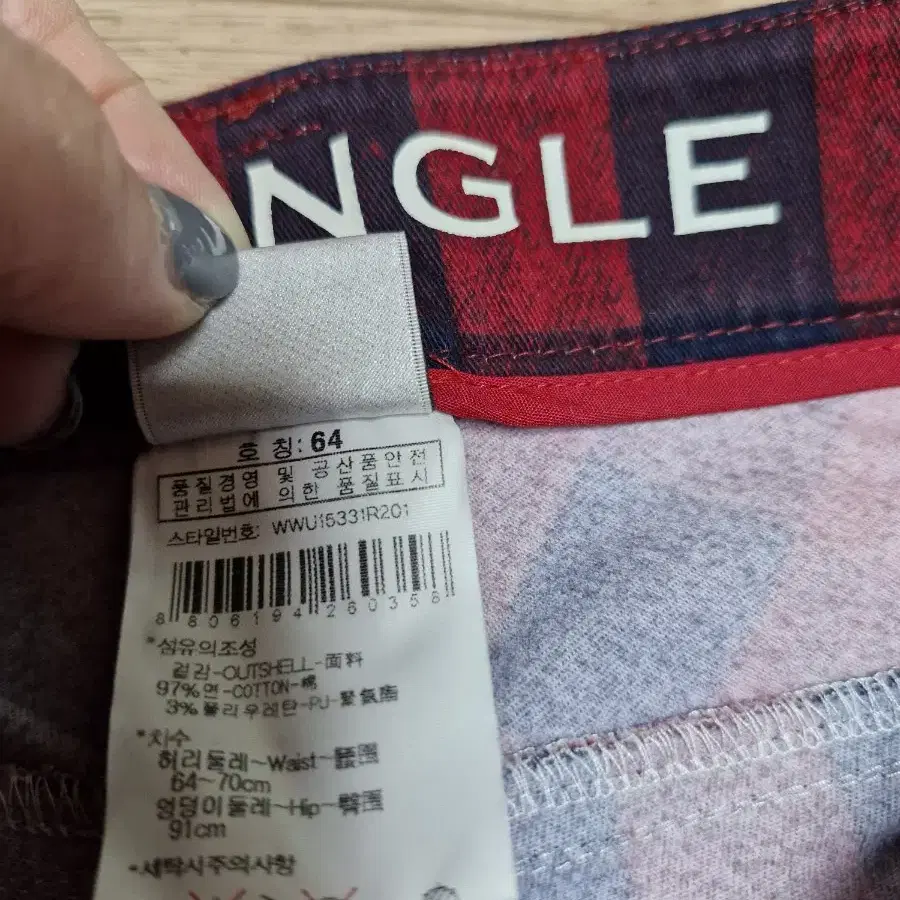 NGLE
호 칭: 64
품질경영 및 공산품안전
관리법에 의한 품질표시
스타일번호: WWU15331R201
8806194260358
*섬유의조성
겉감-OUTSHELL-面料
97% 면-COTTON-棉
3% 폴리우레탄-PU-聚氨酯
*치수
허리둘레~Waist~腰围
64~70cm
엉덩이둘레~Hip~臀围
91cm
*세탁시주의사항